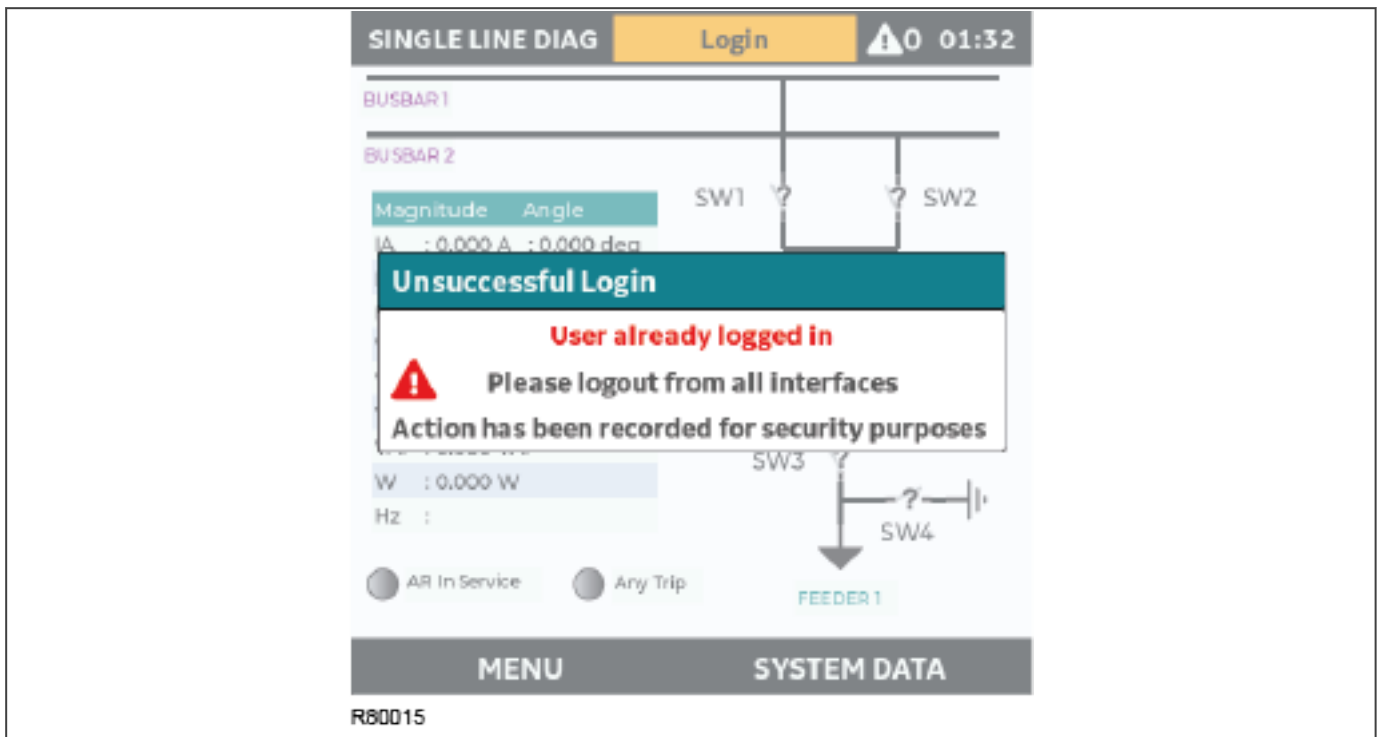 SINGLE LINE DIAG Login 0 01:32
BUSBAR 1
BUSBAR 2
SW1 ? ? SW2
Magnitude Angle
IA : 0.000 A : 0.000 deg
Unsuccessful Login
User already logged in
Please logout from all interfaces
Action has been recorded for security purposes
SW3 ?
W : 0.000 W
Hz :
?
SW4
AR In Service Any Trip
FEEDER 1
MENU SYSTEM DATA
R80015